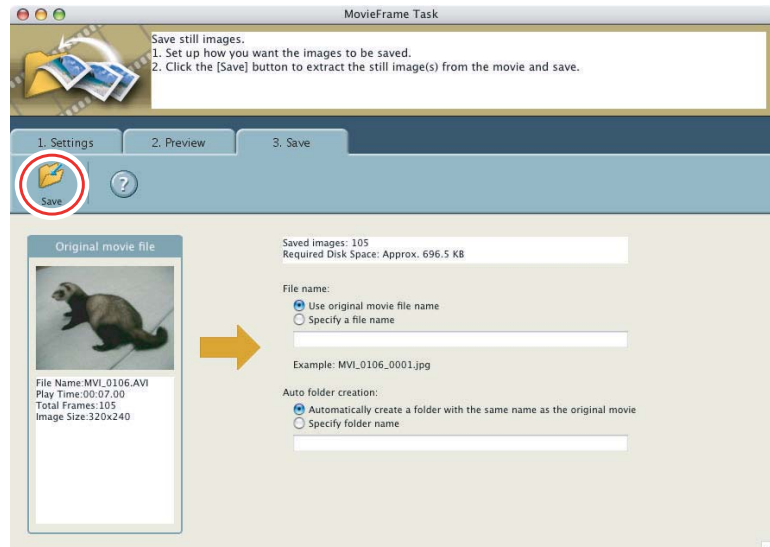 MovieFrame Task
Save still images.
1. Set up how you want the images to be saved.
2. Click the [Save] button to extract the still image(s) from the movie and save.
1. Settings
2. Preview
3. Save
Save
?
Original movie file
File Name:MVI_0106.AVI
Play Time:00:07.00
Total Frames:105
Image Size:320x240
Saved images: 105
Required Disk Space: Approx. 696.5 KB
File name:
Use original movie file name
Specify a file name
Example: MVI_0106_0001.jpg
Auto folder creation:
Automatically create a folder with the same name as the original movie
Specify folder name